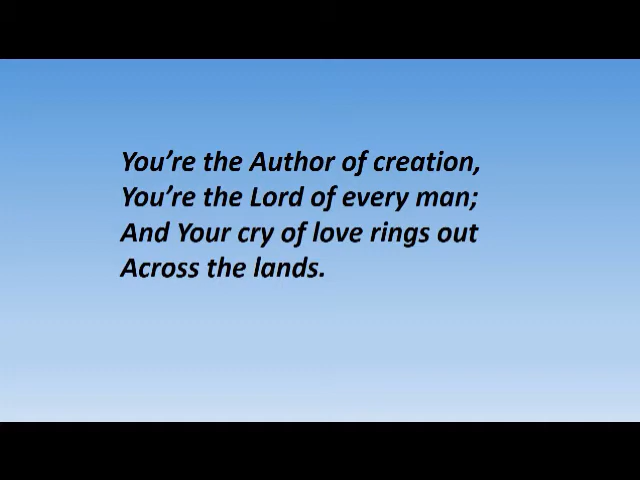 You're the Author of creation,
You're the Lord of every man;
And Your cry of love rings out
Across the lands.